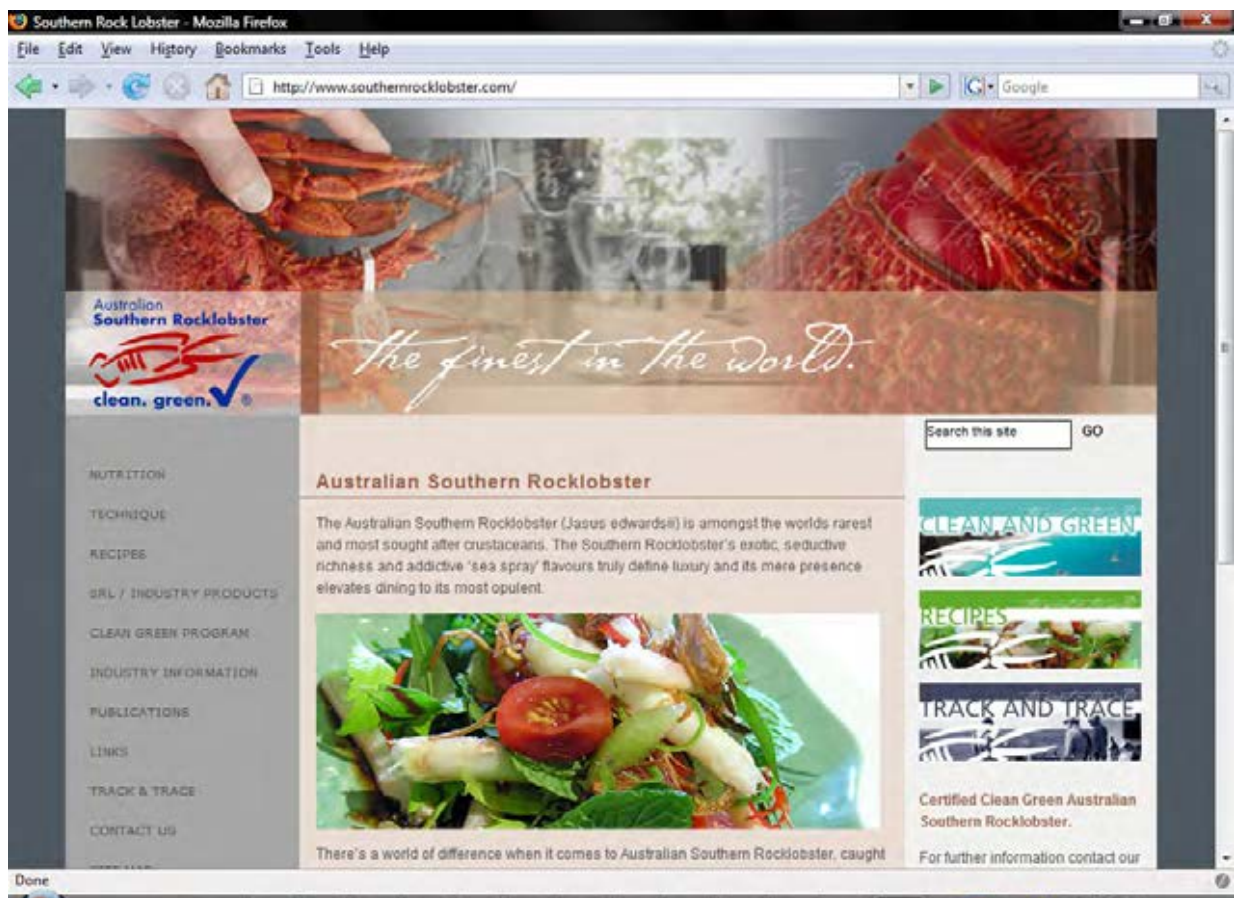 Southern Rock Lobster - Mozilla Firefox
File Edit View History Bookmarks Tools Help
http://www.southernrocklobster.com/
Google
Australian
Southern Rocklobster
clean. green.
®
the finest in the world.
Search this site GO
NUTRITION
TECHNIQUE
RECIPES
SRL / INDUSTRY PRODUCTS
CLEAN GREEN PROGRAM
INDUSTRY INFORMATION
PUBLICATIONS
LINKS
TRACK & TRACE
CONTACT US
Australian Southern Rocklobster
The Australian Southern Rocklobster (Jasus edwardsii) is amongst the worlds rarest
and most sought after crustaceans. The Southern Rocklobster's exotic, seductive
richness and addictive 'sea spray' flavours truly define luxury and its mere presence
elevates dining to its most opulent.
There's a world of difference when it comes to Australian Southern Rocklobster, caught
CLEAN AND GREEN
RECIPES
TRACK AND TRACE
Certified Clean Green Australian
Southern Rocklobster.
For further information contact our
Done